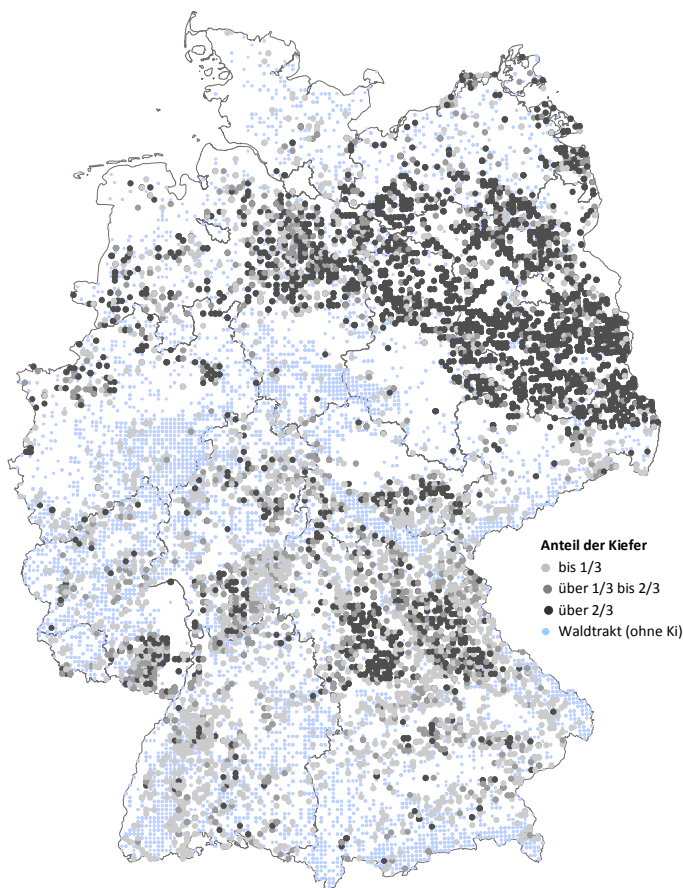 Anteil der Kiefer
bis 1/3
über 1/3 bis 2/3
über 2/3
Waldtrakt (ohne Ki)